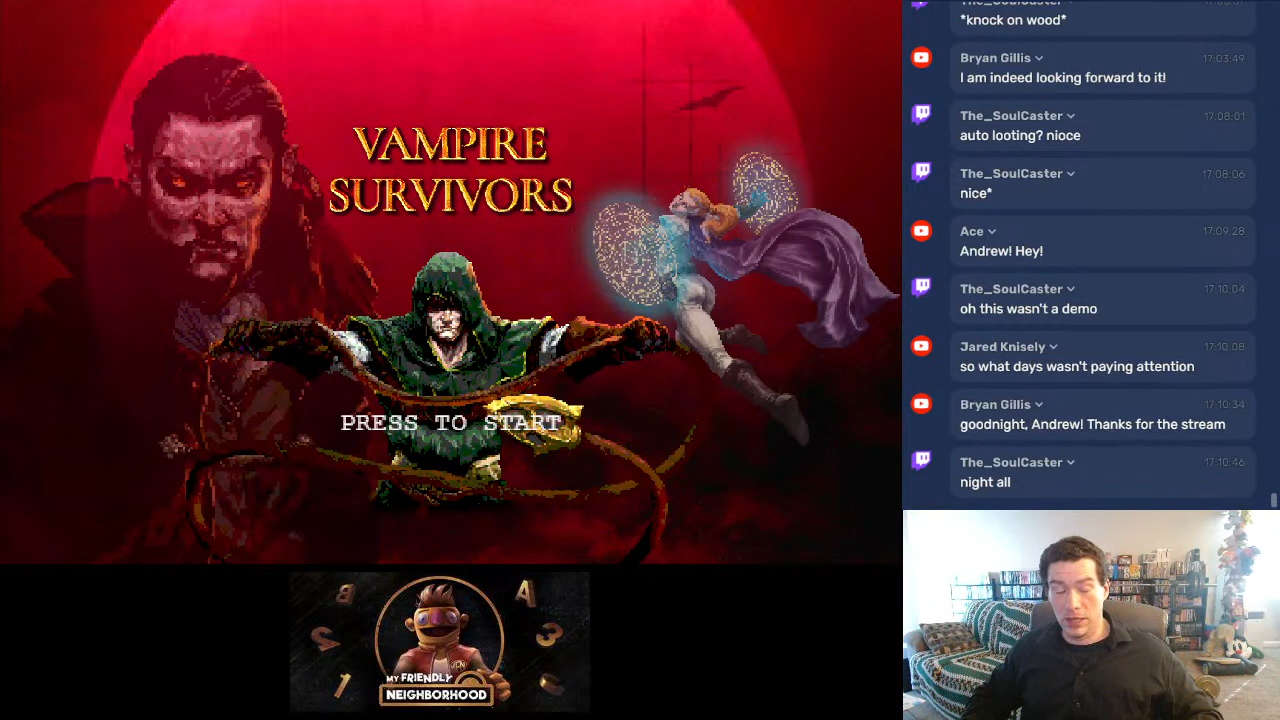 VAMPIRE
SURVIVORS
PRESS TO START
MY FRIENDLY
NEIGHBORHOOD
*knock on wood*
Bryan Gillis 17:03:49
I am indeed looking forward to it!
The_SoulCaster 17:08:01
auto looting? nioce
The_SoulCaster 17:08:06
nice*
Ace 17:09:28
Andrew! Hey!
The_SoulCaster 17:10:04
oh this wasn't a demo
Jared Knisely 17:10:08
so what days wasn't paying attention
Bryan Gillis 17:10:34
goodnight, Andrew! Thanks for the stream
The_SoulCaster 17:10:46
night all